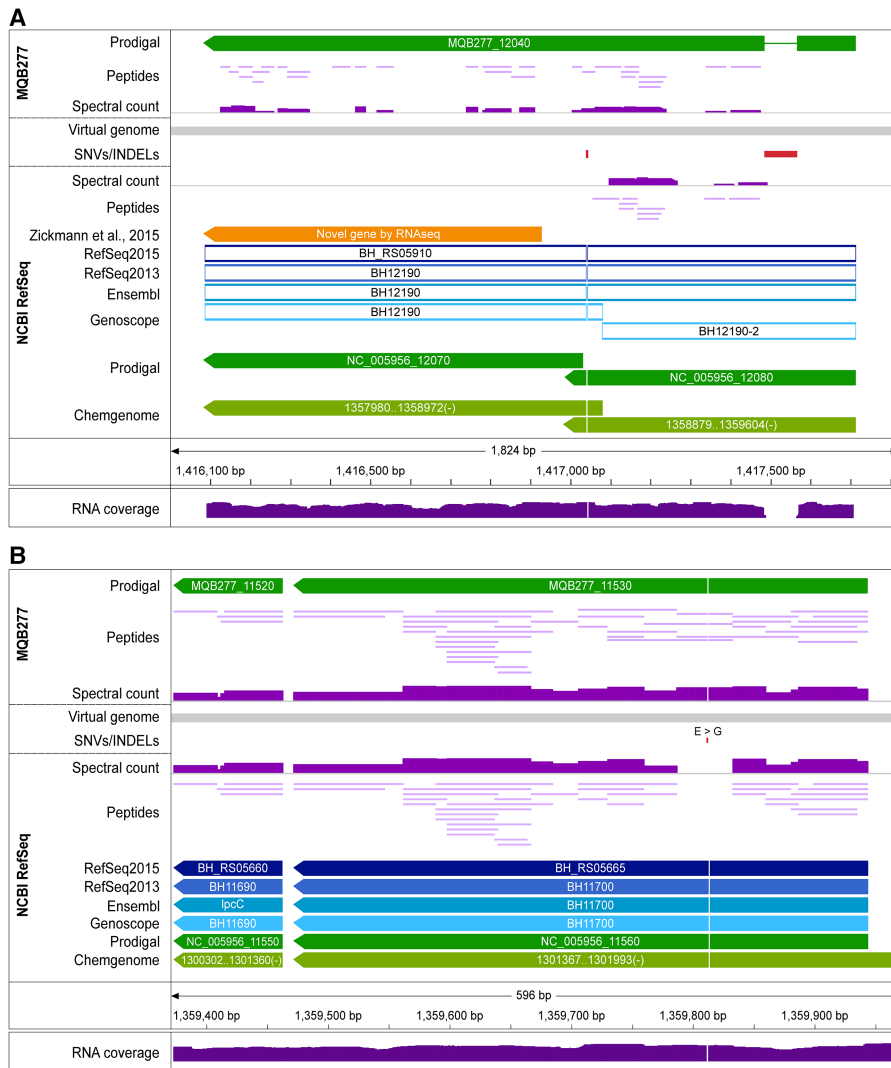 A
MQB277
Prodigal
MQB277_12040
Peptides
Spectral count
Virtual genome
SNVs/INDELs
NCBI RefSeq
Spectral count
Peptides
Zickmann et al., 2015
Novel gene by RNAseq
RefSeq2015
BH_RS05910
RefSeq2013
BH12190
Ensembl
BH12190
Genoscope
BH12190
BH12190-2
Prodigal
NC_005956_12070
NC_005956_12080
Chemgenome
1357980..1358972(-)
1358879..1359604(-)
1,824 bp
1,416,100 bp 1,416,500 bp 1,417,000 bp 1,417,500 bp
RNA coverage
B
MQB277
Prodigal
MQB277_11520 MQB277_11530
Peptides
Spectral count
Virtual genome
E > G
SNVs/INDELs
NCBI RefSeq
Spectral count
Peptides
RefSeq2015
BH_RS05660 BH_RS05665
RefSeq2013
BH11690 BH11700
Ensembl
lpcC BH11700
Genoscope
BH11690 BH11700
Prodigal
NC_005956_11550 NC_005956_11560
Chemgenome
1300302..1301360(-) 1301367..1301993(-)
596 bp
1,359,400 bp 1,359,500 bp 1,359,600 bp 1,359,700 bp 1,359,800 bp 1,359,900 bp
RNA coverage